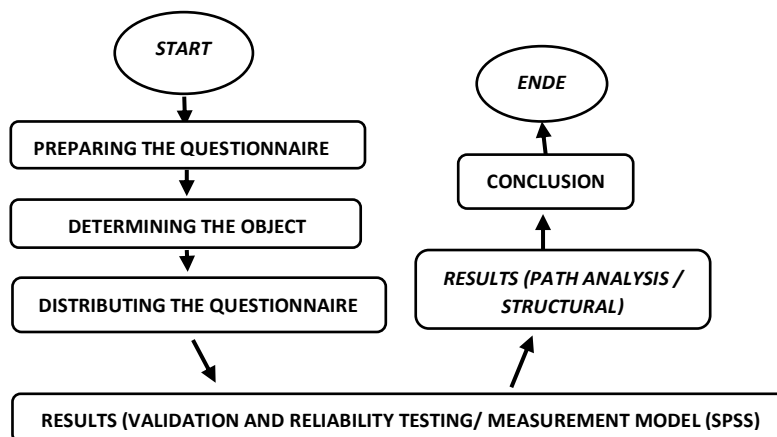 START
PREPARING THE QUESTIONNAIRE
DETERMINING THE OBJECT
DISTRIBUTING THE QUESTIONNAIRE
RESULTS (VALIDATION AND RELIABILITY TESTING/ MEASUREMENT MODEL (SPSS)
RESULTS (PATH ANALYSIS /
STRUCTURAL)
CONCLUSION
ENDE